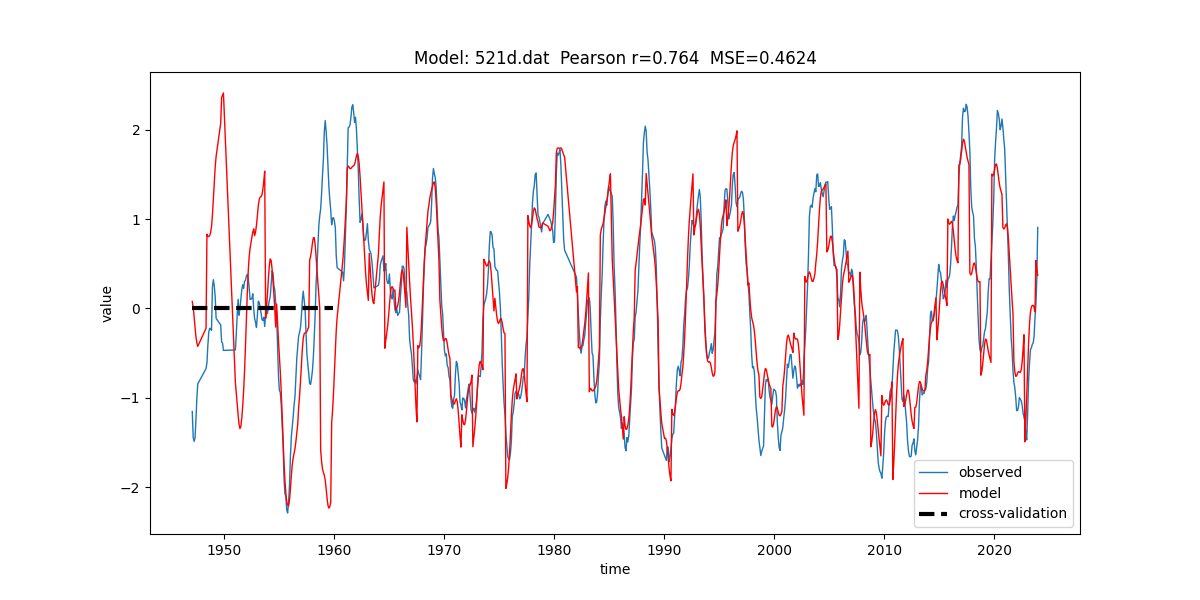 Model: 521d.dat  Pearson r=0.764  MSE=0.4624
value
2
1
0
−1
−2
observed
model
cross-validation
1950 1960 1970 1980 1990 2000 2010 2020
time